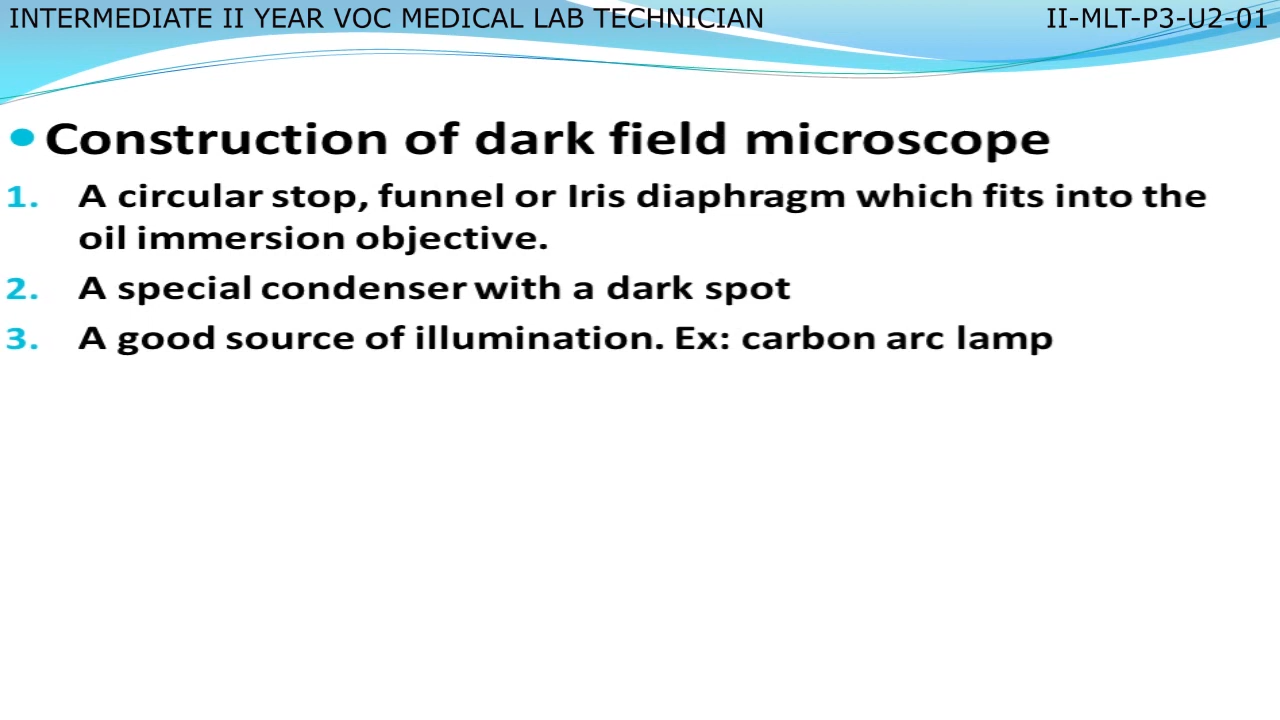 INTERMEDIATE II YEAR VOC MEDICAL LAB TECHNICIAN II-MLT-P3-U2-01
• Construction of dark field microscope
1. A circular stop, funnel or Iris diaphragm which fits into the
oil immersion objective.
2. A special condenser with a dark spot
3. A good source of illumination. Ex: carbon arc lamp